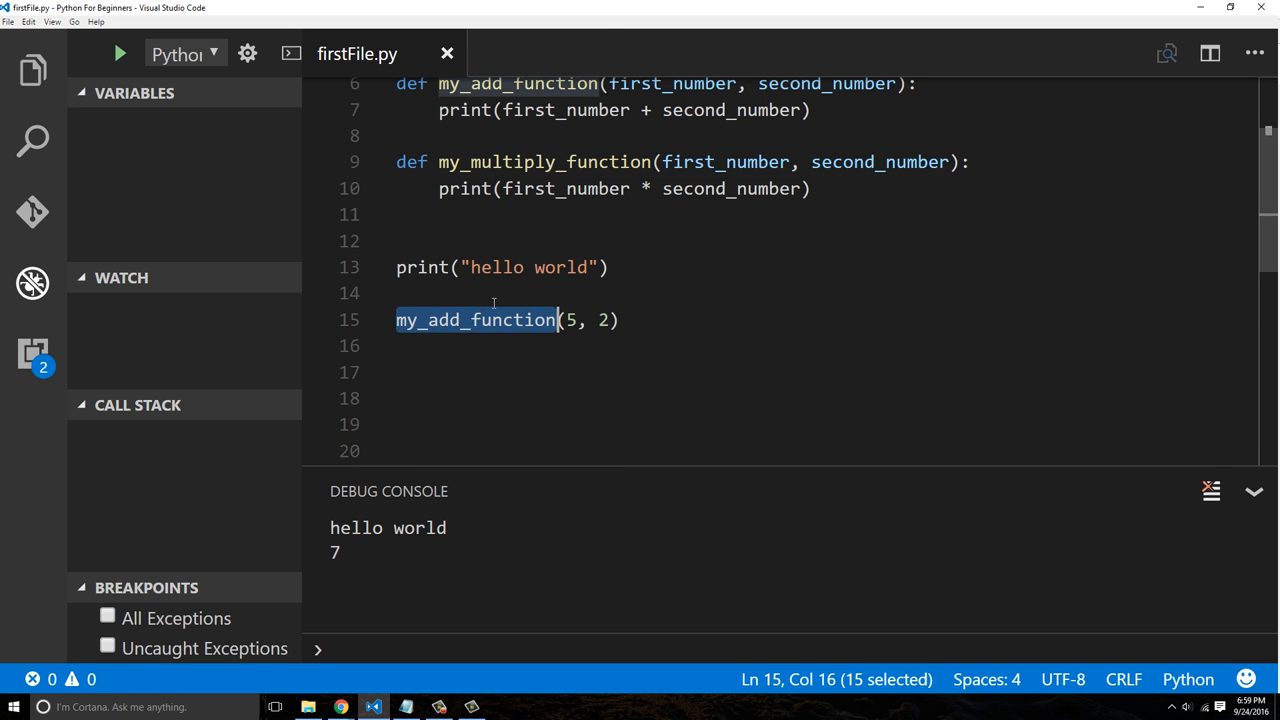 firstFile.py - Python For Beginners - Visual Studio Code
File Edit View Go Help
Pythor
firstFile.py
VARIABLES
WATCH
CALL STACK
BREAKPOINTS
All Exceptions
Uncaught Exceptions
2
6 def my_add_function(first_number, second_number):
7 print(first_number + second_number)
8
9 def my_multiply_function(first_number, second_number):
10 print(first_number * second_number)
11
12
13 print("hello world")
14
15 my_add_function(5, 2)
16
17
18
19
20
DEBUG CONSOLE
hello world
7
0 0 Ln 15, Col 16 (15 selected) Spaces: 4 UTF-8 CRLF Python
I'm Cortana. Ask me anything.
6:59 PM
9/24/2016